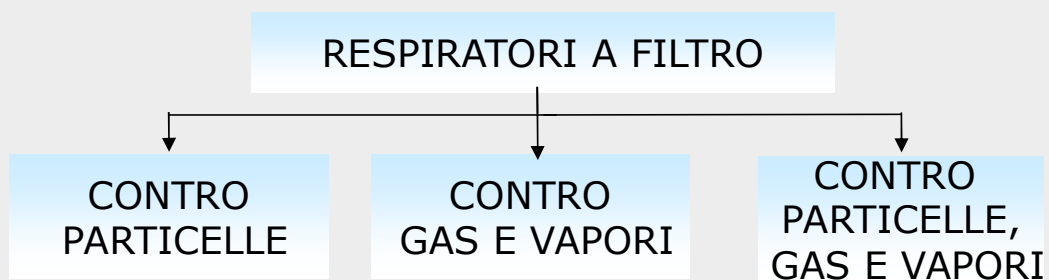 RESPIRATORI A FILTRO
CONTRO
PARTICELLE
CONTRO
GAS E VAPORI
CONTRO
PARTICELLE,
GAS E VAPORI